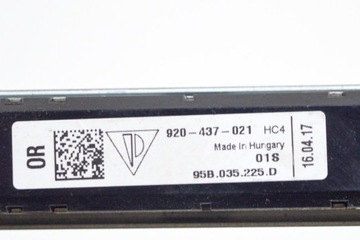 OR
920-437-021 HC4
Made in Hungary
01S
95B.035.225.D
16.04.17